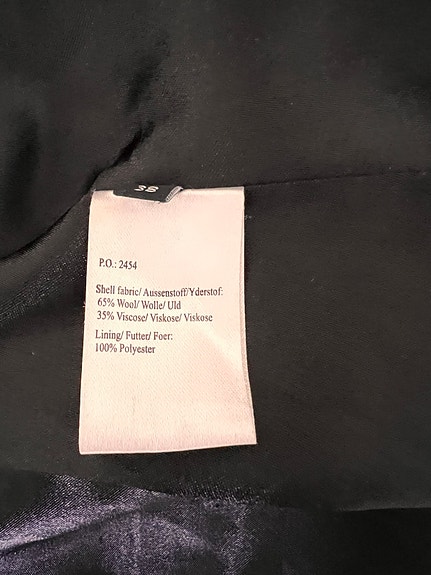 38
P.O.: 2454
Shell fabric/ Aussenstoff/Yderstof:
65% Wool/ Wolle/ Uld
35% Viscose/ Viskose/ Viskose
Lining/ Futter/ Foer:
100% Polyester